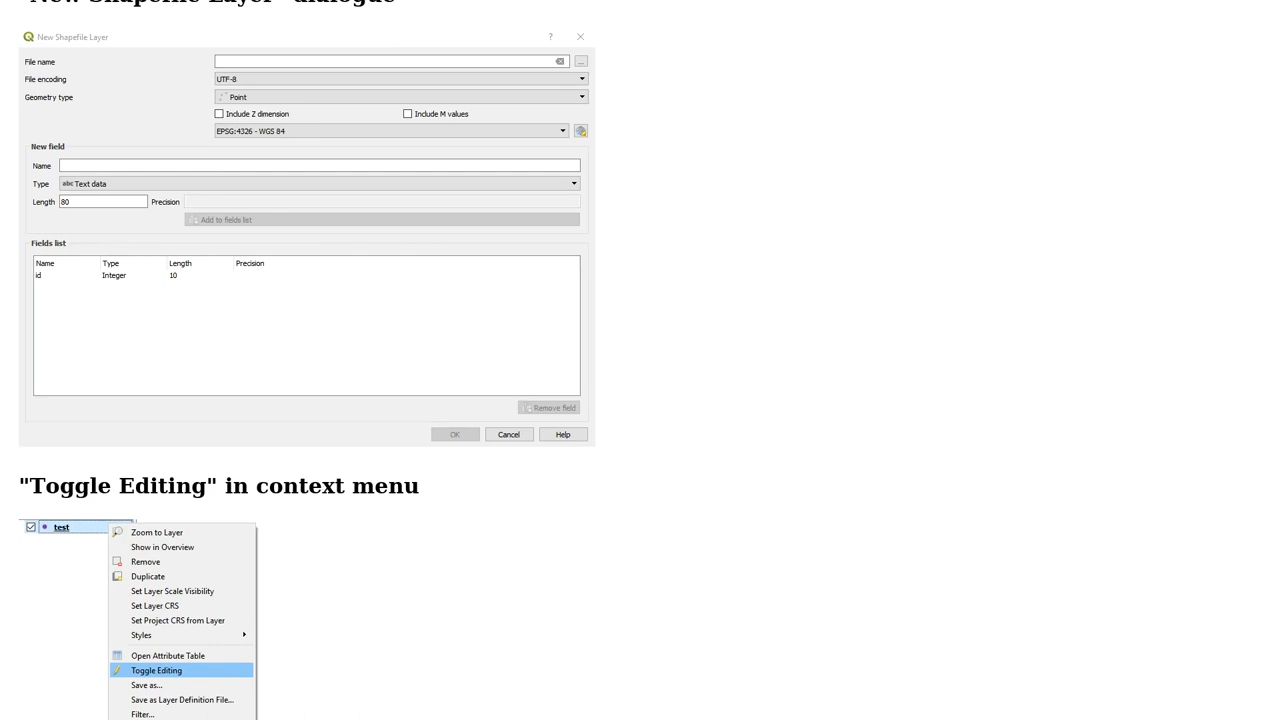 "New Shapefile Layer" dialogue
New Shapefile Layer ?
File name ...
File encoding UTF-8
Geometry type Point
Include Z dimension Include M values
EPSG:4326 - WGS 84
New field
Name
Type abc Text data
Length 80 Precision
Add to fields list
Fields list
Name Type Length Precision
id Integer 10
Remove field
OK Cancel Help
"Toggle Editing" in context menu
test
Zoom to Layer
Show in Overview
Remove
Duplicate
Set Layer Scale Visibility
Set Layer CRS
Set Project CRS from Layer
Styles
Open Attribute Table
Toggle Editing
Save as...
Save as Layer Definition File...
Filter...